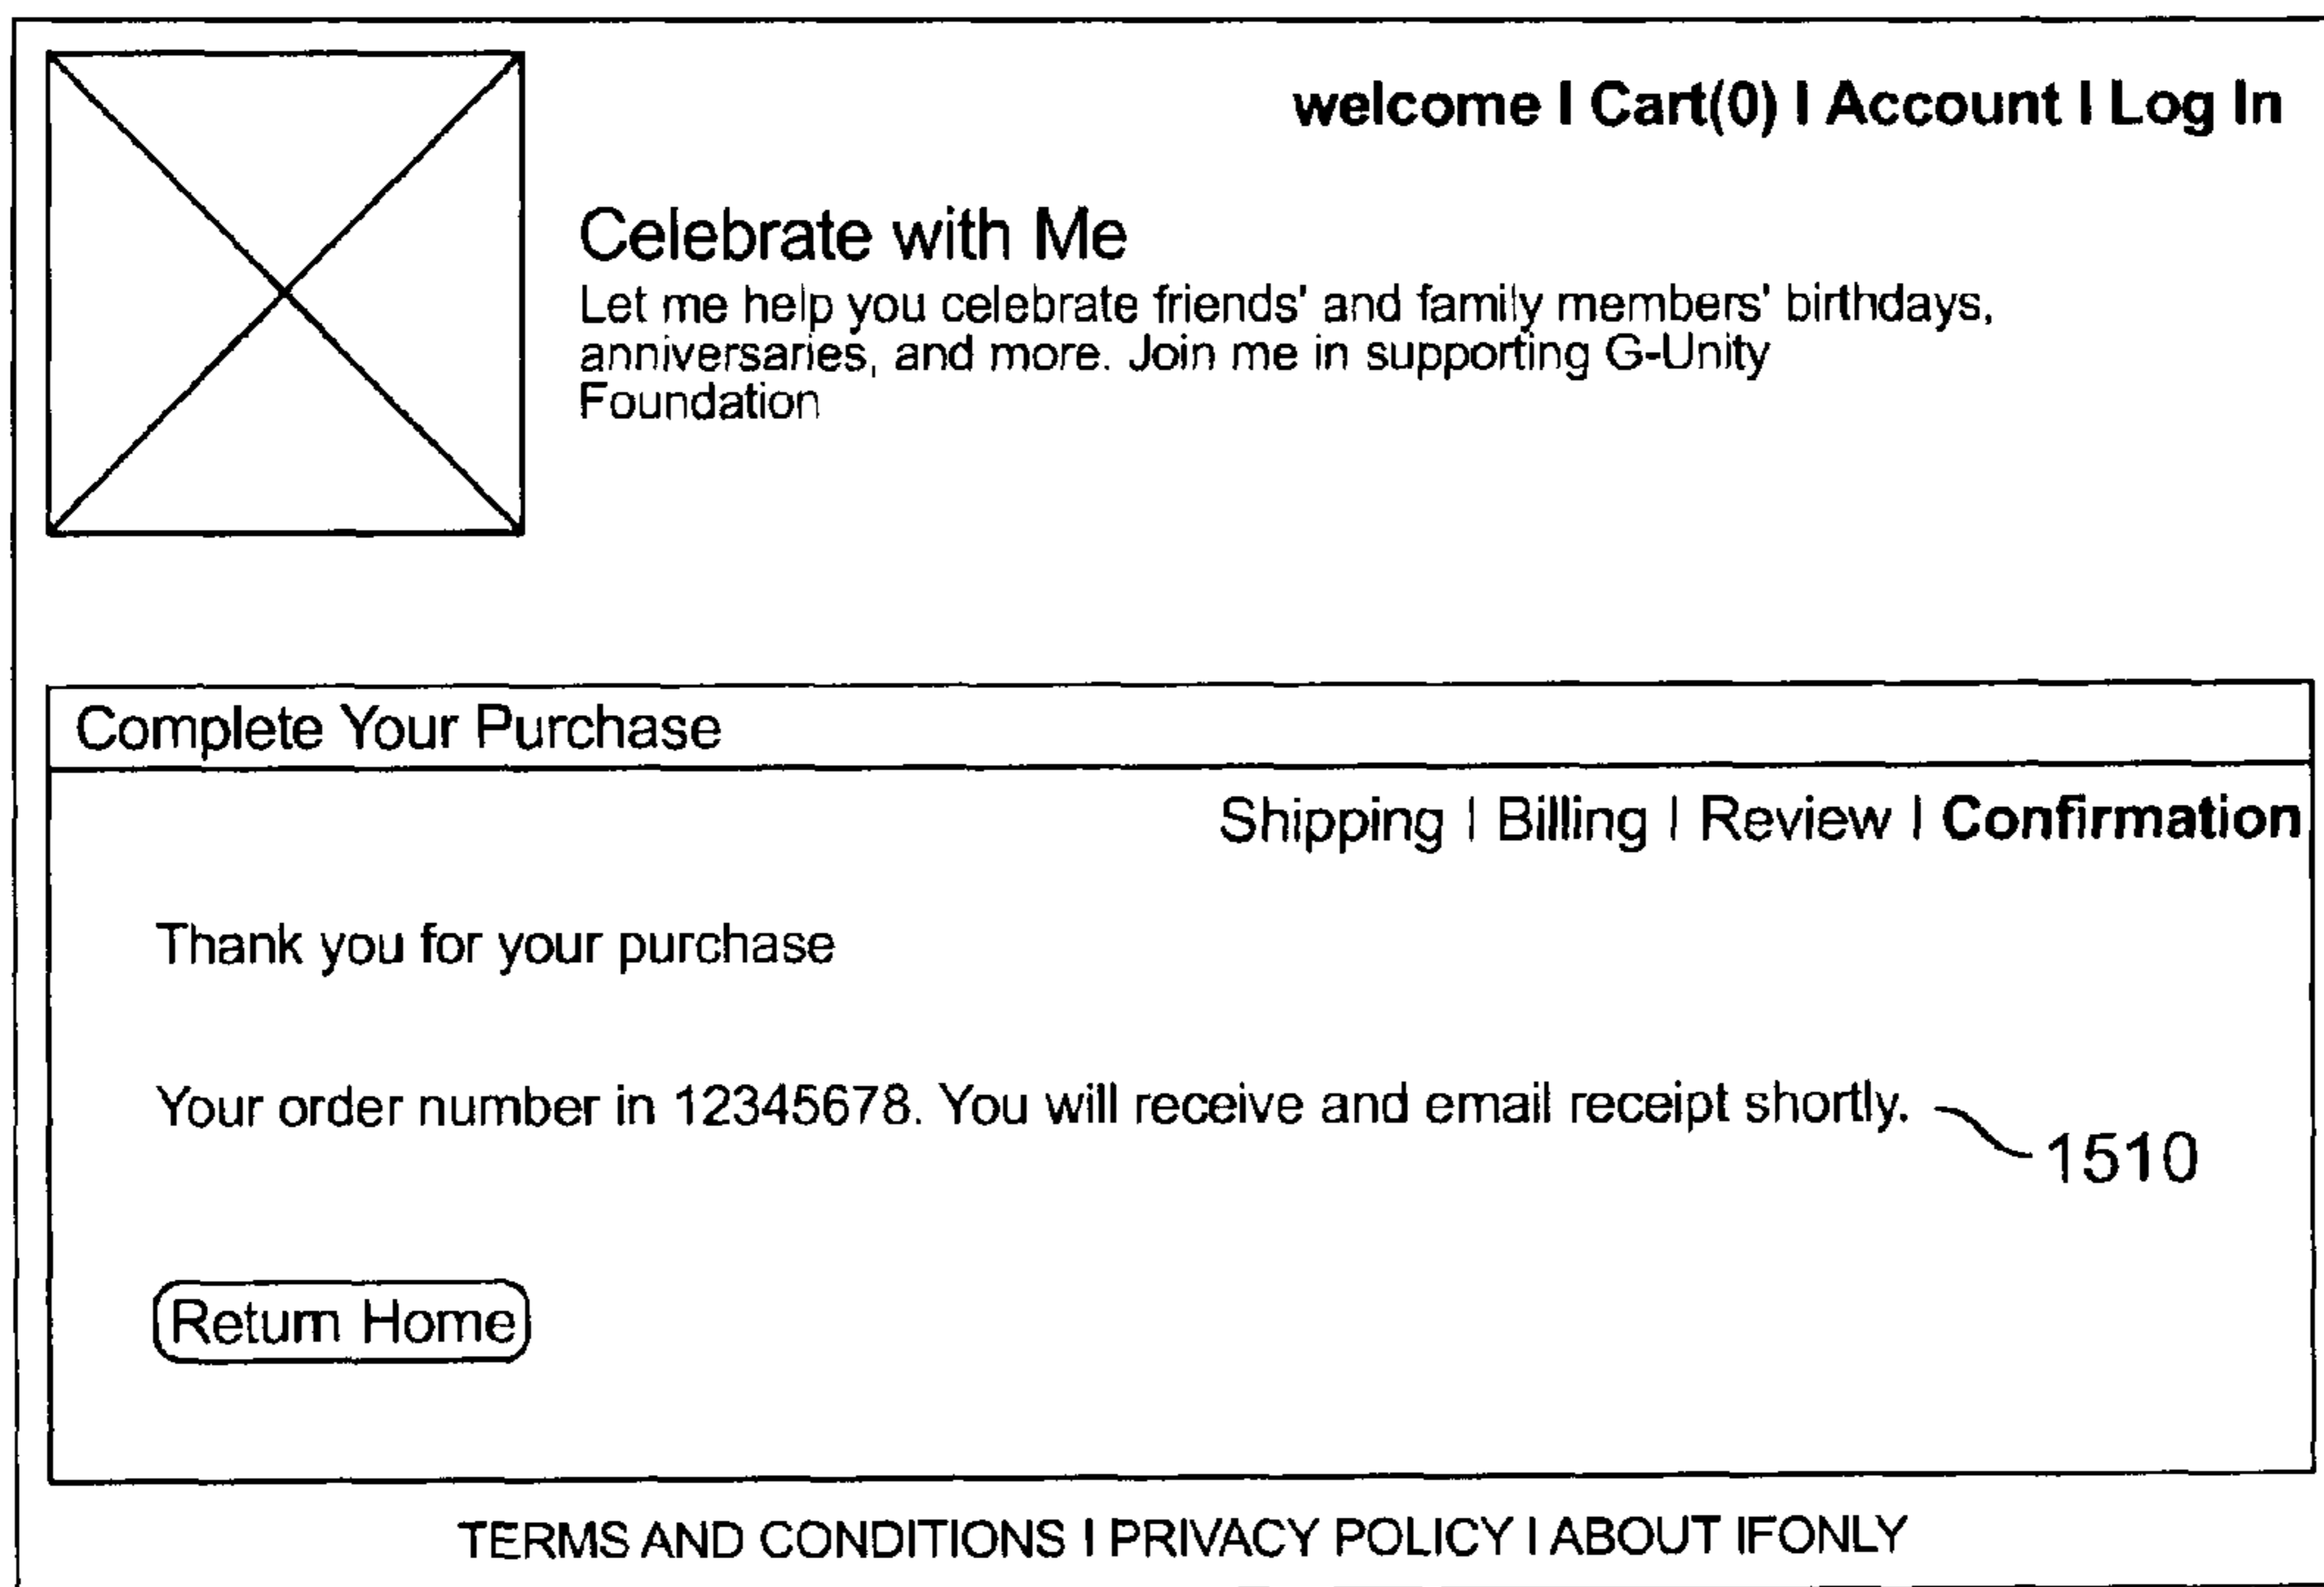 welcome | Cart(0) | Account | Log In
Celebrate with Me
Let me help you celebrate friends' and family members' birthdays,
anniversaries, and more. Join me in supporting G-Unity
Foundation
Complete Your Purchase
Shipping | Billing | Review | Confirmation
Thank you for your purchase
Your order number in 12345678. You will receive and email receipt shortly.
1510
Return Home
TERMS AND CONDITIONS | PRIVACY POLICY | ABOUT IFONLY